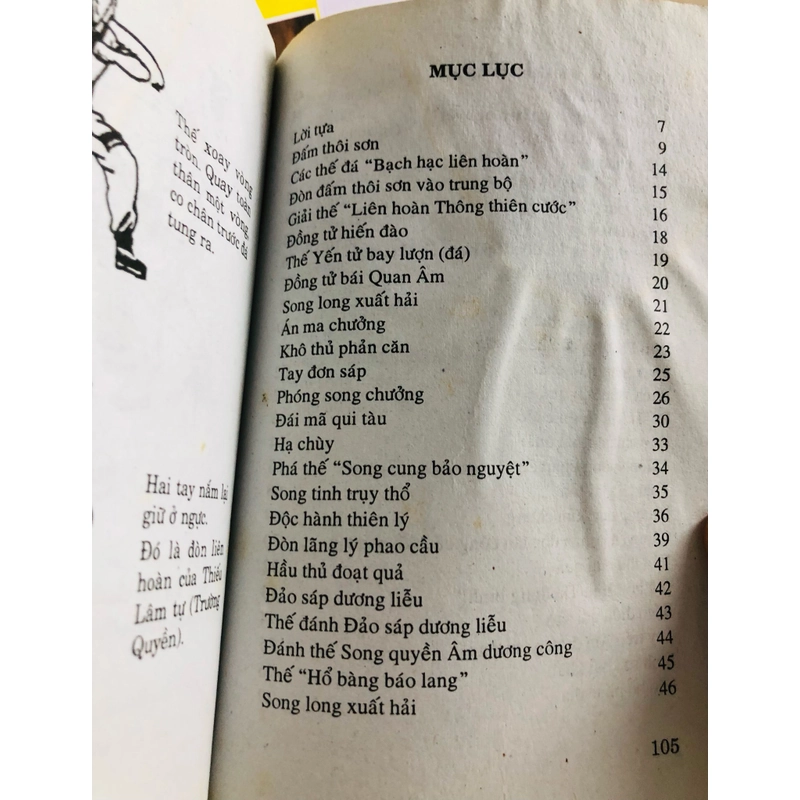 Thế xoay vòng
tròn. Quay toàn
thân một vòng,
co chân trước đá
tung ra.
Hai tay nắm lại
giữ ở ngực.
Đó là đòn liên
hoàn của Thiếu
Lâm tự (Trường
Quyền).
MỤC LỤC
Lời tựa 7
Đấm thôi sơn 9
Các thế đá “Bạch hạc liên hoàn” 14
Đòn đấm thôi sơn vào trung bộ 15
Giải thế “Liên hoàn Thông thiên cước” 16
Đồng tử hiến đào 18
Thế Yến tử bay lượn (đá) 19
Đồng tử bái Quan Âm 20
Song long xuất hải 21
Án ma chưởng 22
Khô thủ phản căn 23
Tay đơn sáp 25
Phóng song chưởng 26
Đái mã qui tàu 30
Hạ chùy 33
Phá thế “Song cung bảo nguyệt” 34
Song tinh trụy thổ 35
Độc hành thiên lý 36
Đòn lãng lý phao cầu 39
Hầu thủ đoạt quả 41
Đảo sáp dương liễu 42
Thế đánh Đảo sáp dương liễu 43
Đánh thế Song quyền Âm dương công 44
Thế “Hổ bàng báo lang” 45
Song long xuất hải 46
105